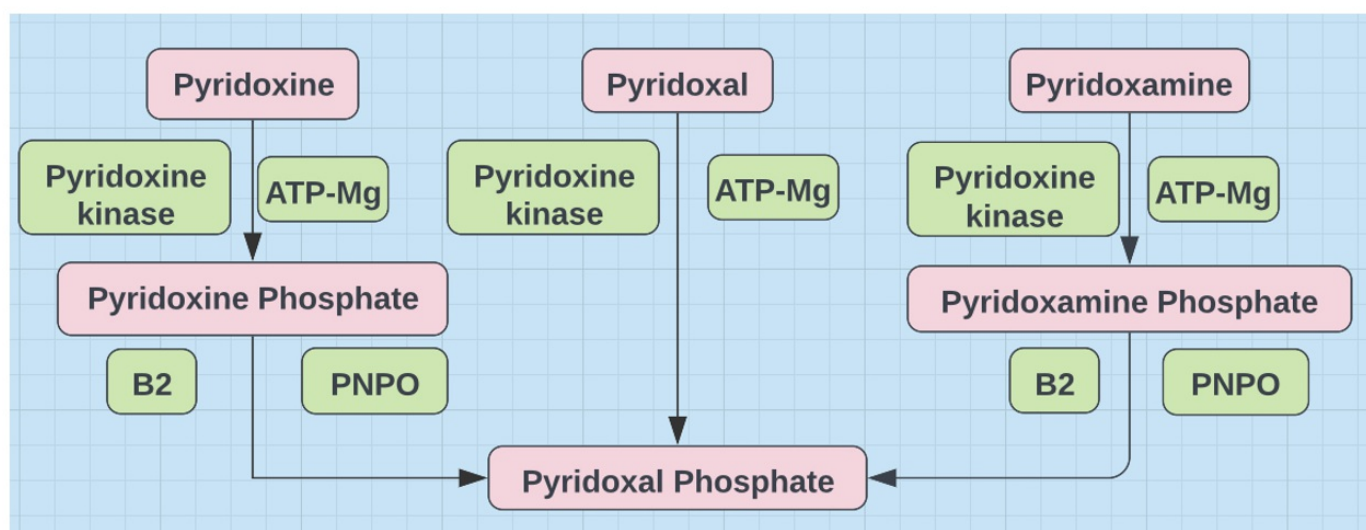 Pyridoxine
Pyridoxal
Pyridoxamine
Pyridoxine
kinase
ATP-Mg
Pyridoxine
kinase
ATP-Mg
Pyridoxine
kinase
ATP-Mg
Pyridoxine Phosphate
Pyridoxamine Phosphate
B2
PNPO
B2
PNPO
Pyridoxal Phosphate